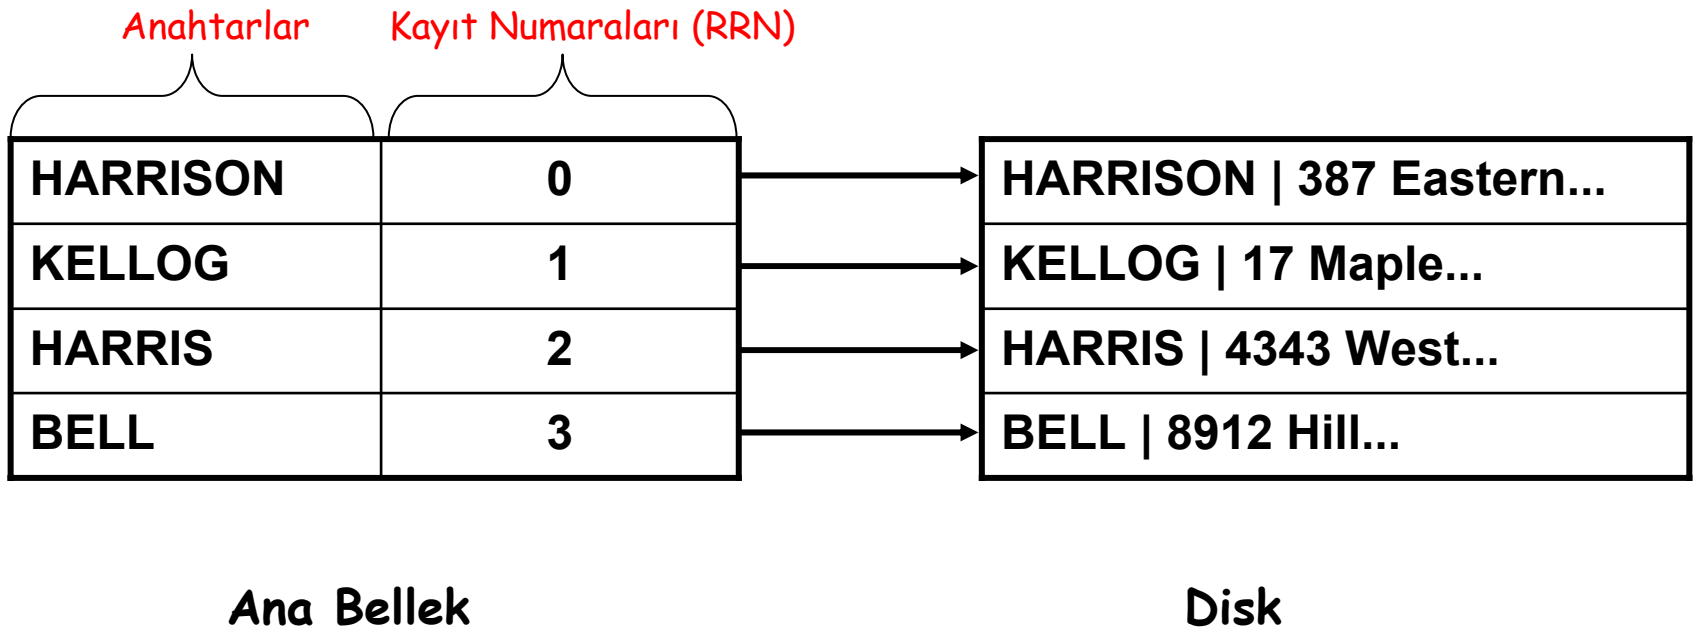 Anahtarlar Kayıt Numaraları (RRN)
HARRISON 0 HARRISON | 387 Eastern...
KELLOG 1 KELLOG | 17 Maple...
HARRIS 2 HARRIS | 4343 West...
BELL 3 BELL | 8912 Hill...
Ana Bellek Disk